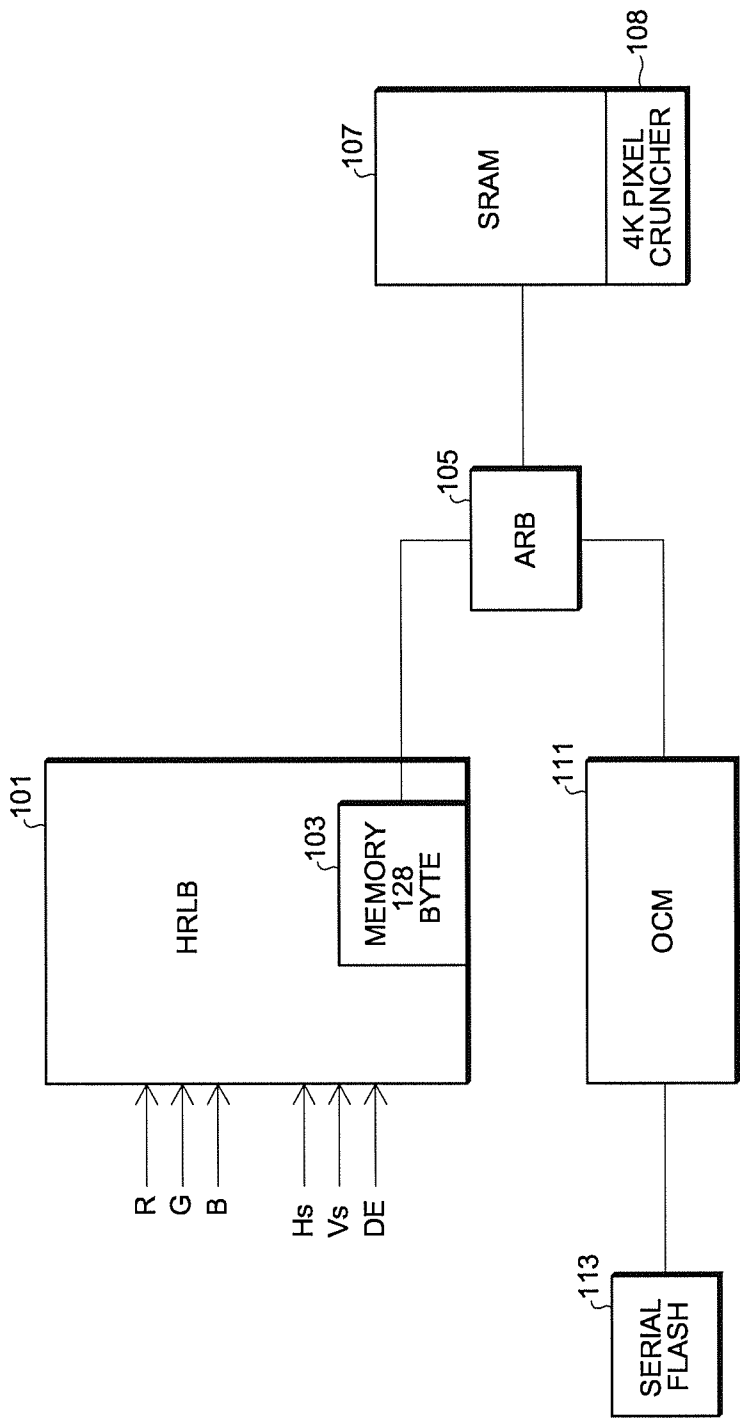 101
HRLB
103
MEMORY
128
BYTE
R
G
B
Hs
Vs
DE
105
ARB
107
SRAM
4K PIXEL
CRUNCHER
108
111
OCM
113
SERIAL
FLASH